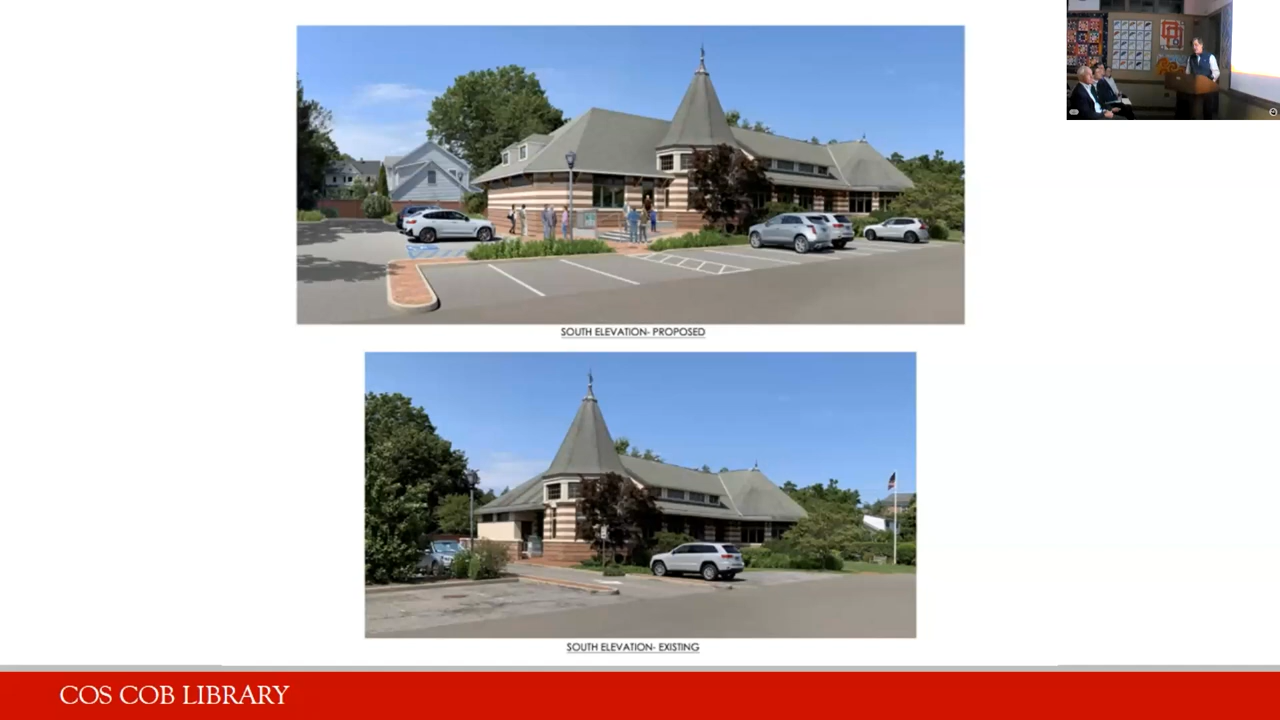 SOUTH ELEVATION- PROPOSED
SOUTH ELEVATION- EXISTING
COS COB LIBRARY